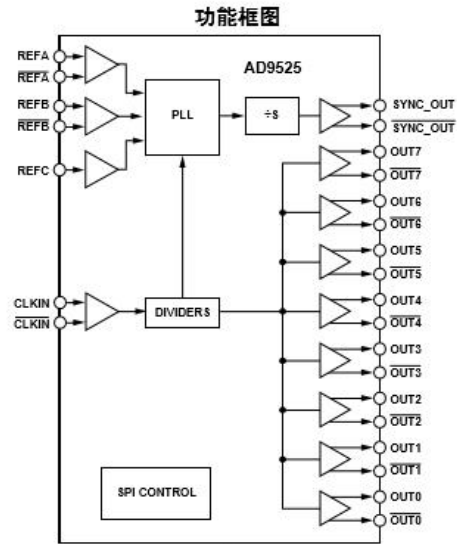 功能框图
AD9525
REFA
REFA
REFB
REFB
REFC
PLL
÷S
SYNC_OUT
SYNC_OUT
OUT7
OUT7
OUT6
OUT6
OUT5
OUT5
CLKIN
CLKIN
DIVIDERS
OUT4
OUT4
OUT3
OUT3
OUT2
OUT2
OUT1
OUT1
SPI CONTROL
OUT0
OUT0